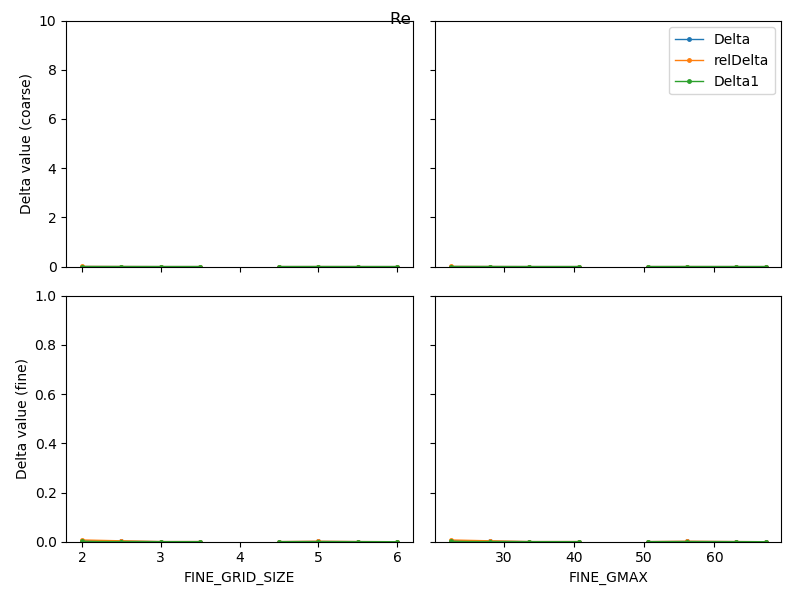 Re
10
8
6
4
2
0
Delta value (coarse)
Delta
relDelta
Delta1
1.0
0.8
0.6
0.4
0.2
0.0
Delta value (fine)
2 3 4 5 6
FINE_GRID_SIZE
30 40 50 60
FINE_GMAX